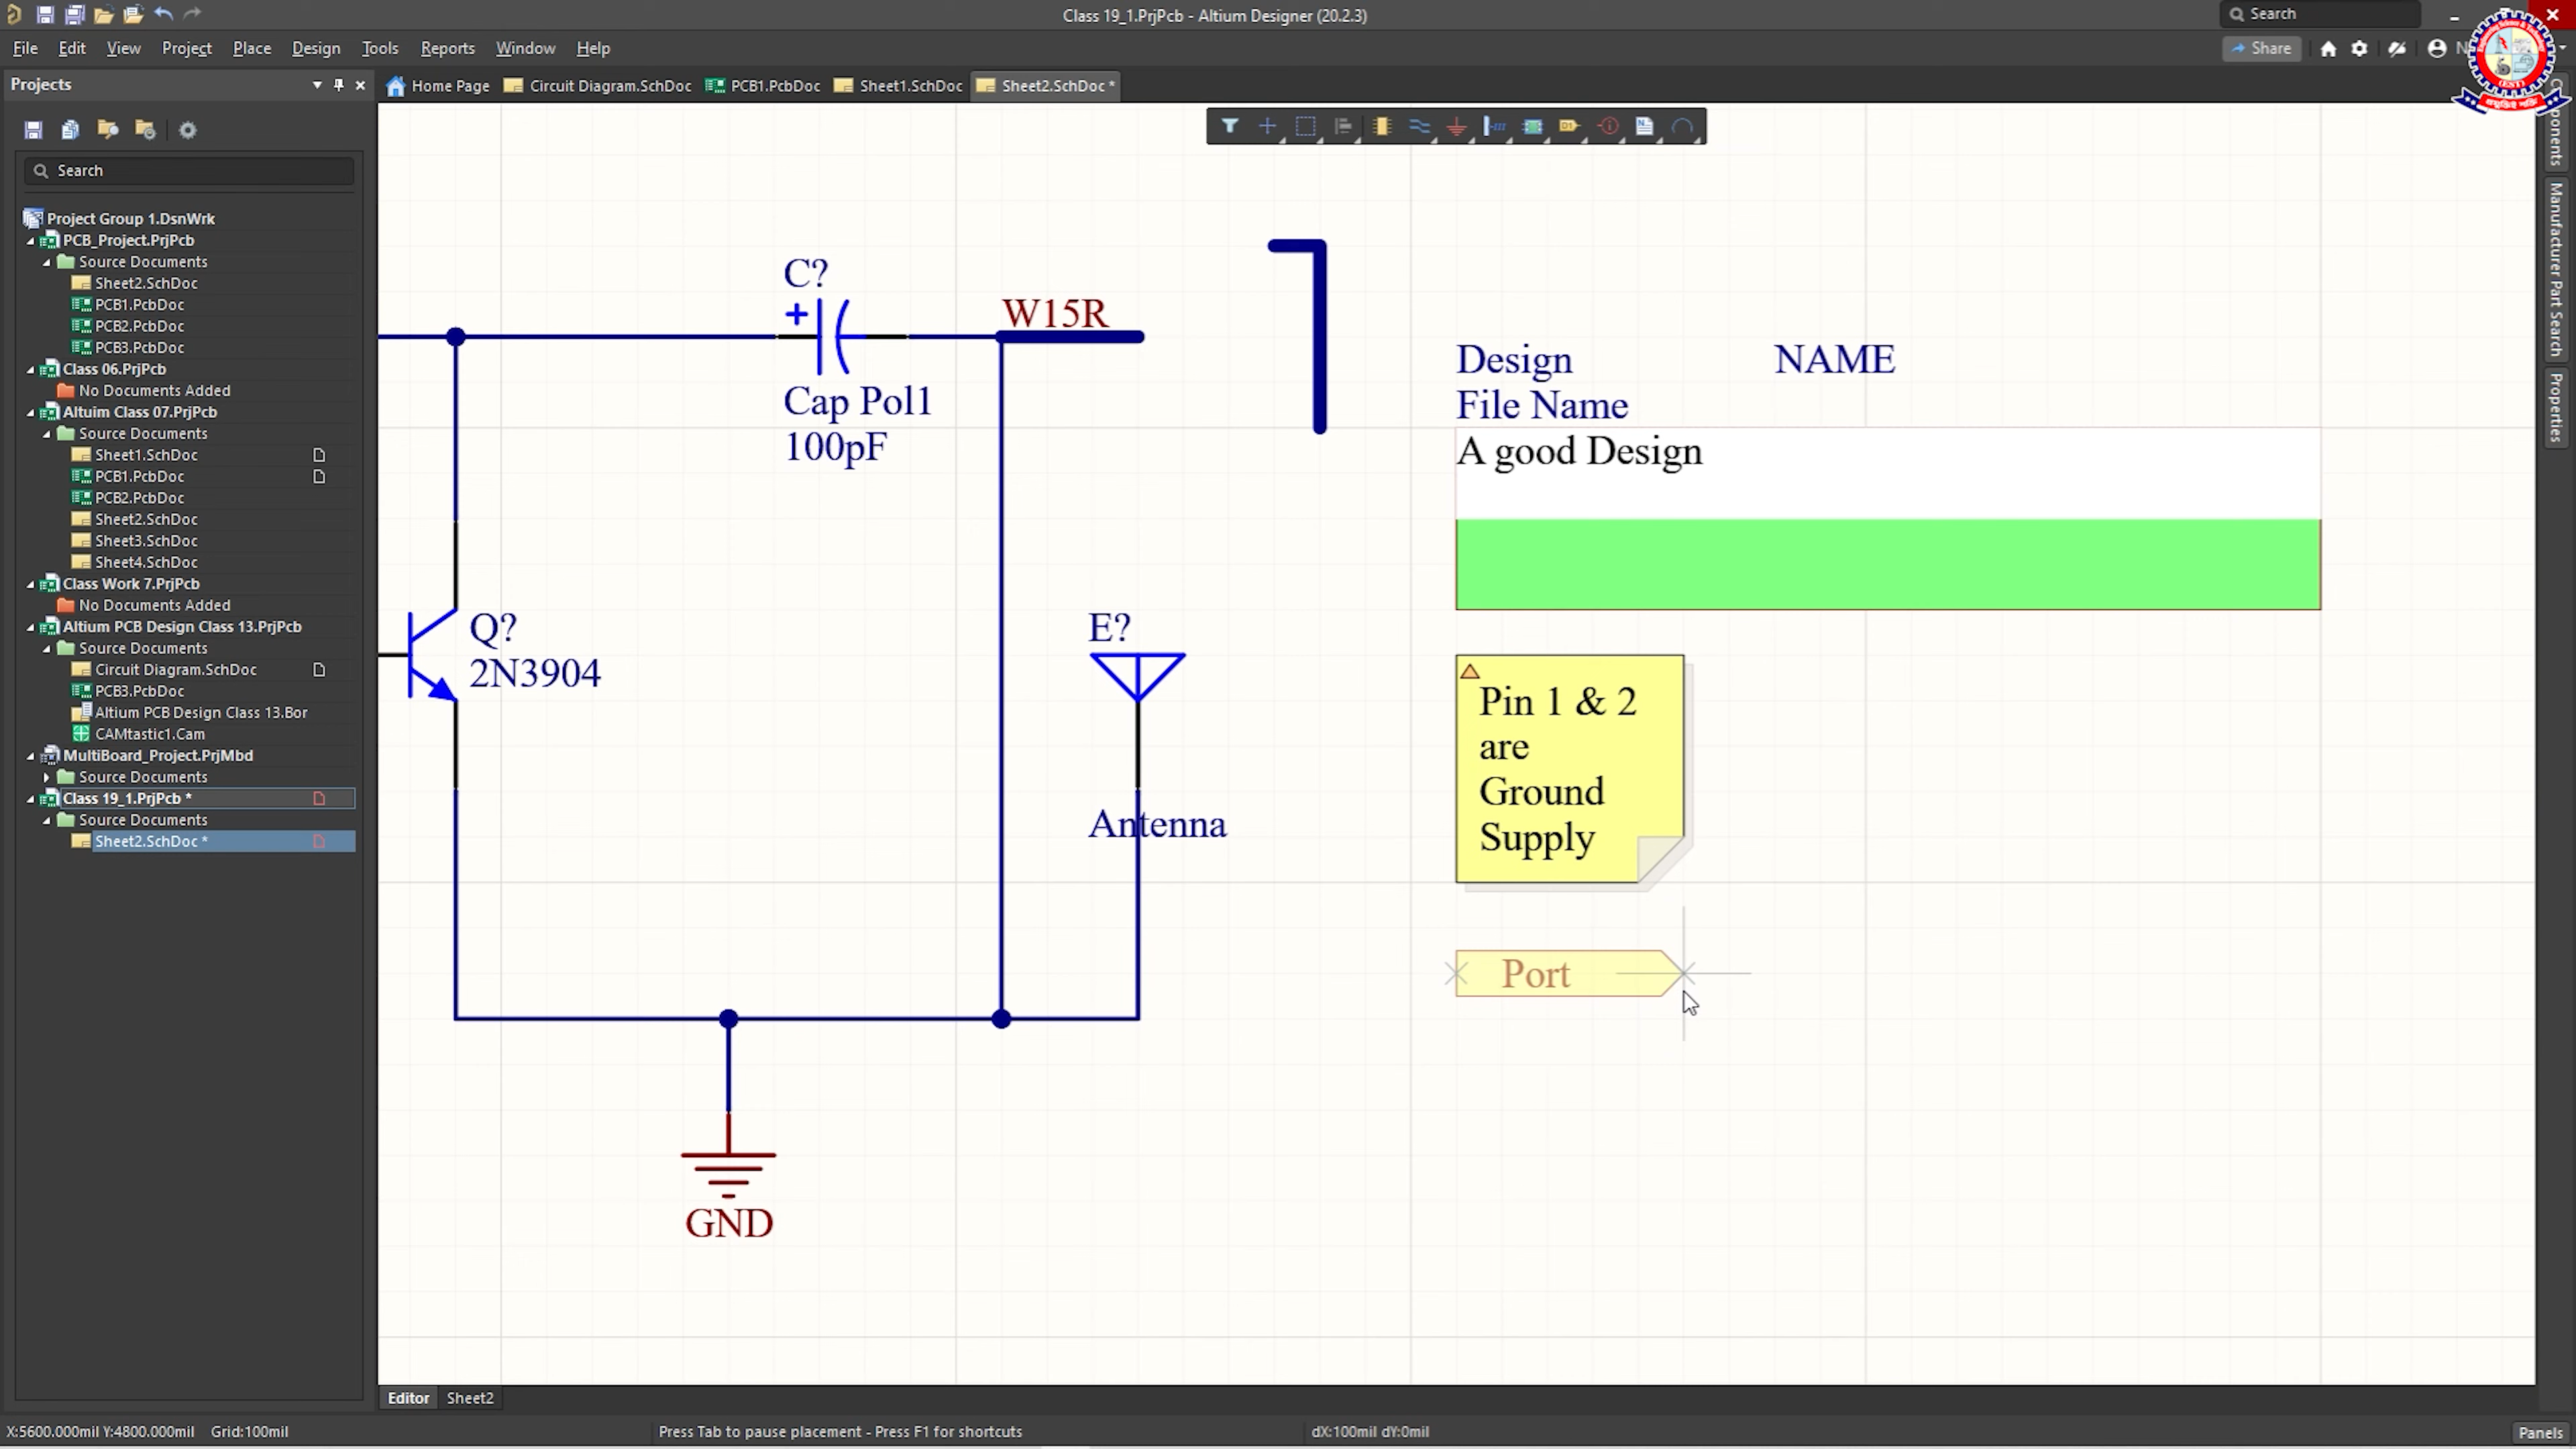 Class 19_1.PrjPcb - Altium Designer (20.2.3)
Search
File Edit View Project Place Design Tools Reports Window Help
Share
Projects
Home Page
Circuit Diagram.SchDoc
PCB1.PcbDoc
Sheet1.SchDoc
Sheet2.SchDoc *
Search
Project Group 1.DsnWrk
PCB_Project.PrjPcb
Source Documents
Sheet2.SchDoc
PCB1.PcbDoc
PCB2.PcbDoc
PCB3.PcbDoc
Class 06.PrjPcb
No Documents Added
Altuim Class 07.PrjPcb
Source Documents
Sheet1.SchDoc
PCB1.PcbDoc
PCB2.PcbDoc
Sheet2.SchDoc
Sheet3.SchDoc
Sheet4.SchDoc
Class Work 7.PrjPcb
No Documents Added
Altium PCB Design Class 13.PrjPcb
Source Documents
Circuit Diagram.SchDoc
PCB3.PcbDoc
Altium PCB Design Class 13.Bor
CAMtastic1.Cam
MultiBoard_Project.PrjMbd
Source Documents
Class 19_1.PrjPcb *
Source Documents
Sheet2.SchDoc *
C?
+
Cap Pol1
100pF
W15R
Q?
2N3904
E?
Antenna
GND
Design
File Name
NAME
A good Design
Pin 1 & 2
are
Ground
Supply
Port
Manufacturer Part Search
Properties
Editor Sheet2
X:5600.000mil Y:4800.000mil Grid:100mil
Press Tab to pause placement - Press F1 for shortcuts
dX:100mil dY:0mil
Panels